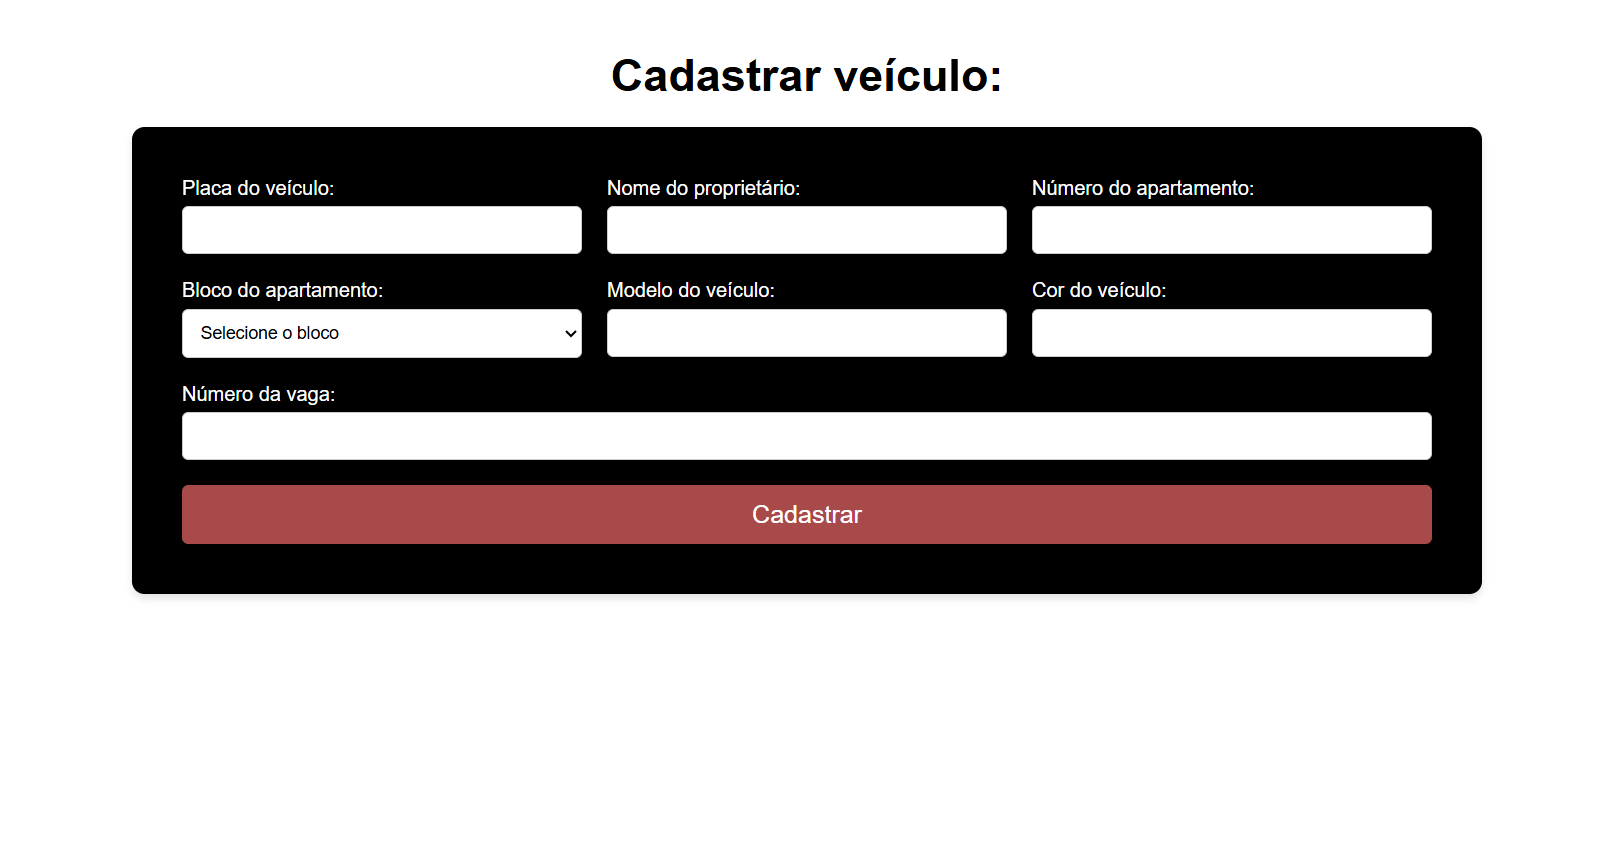 Cadastrar veículo:
Placa do veículo:
Nome do proprietário:
Número do apartamento:
Bloco do apartamento:
Modelo do veículo:
Cor do veículo:
Selecione o bloco
Número da vaga:
Cadastrar